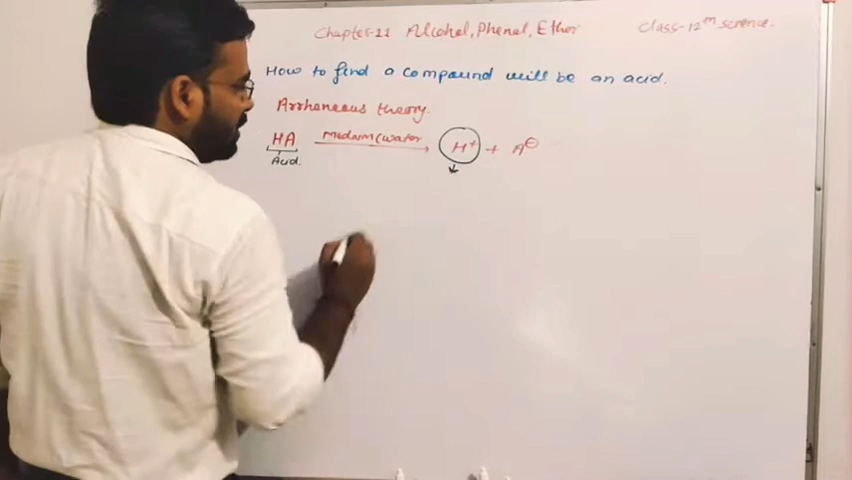 Chapter-11 Alcohol, Phenol, Ether
Class-12th science.
How to find a compound will be an acid.
Arrheneous theory.
HA Medium(water H+ + A⊖
Acid.